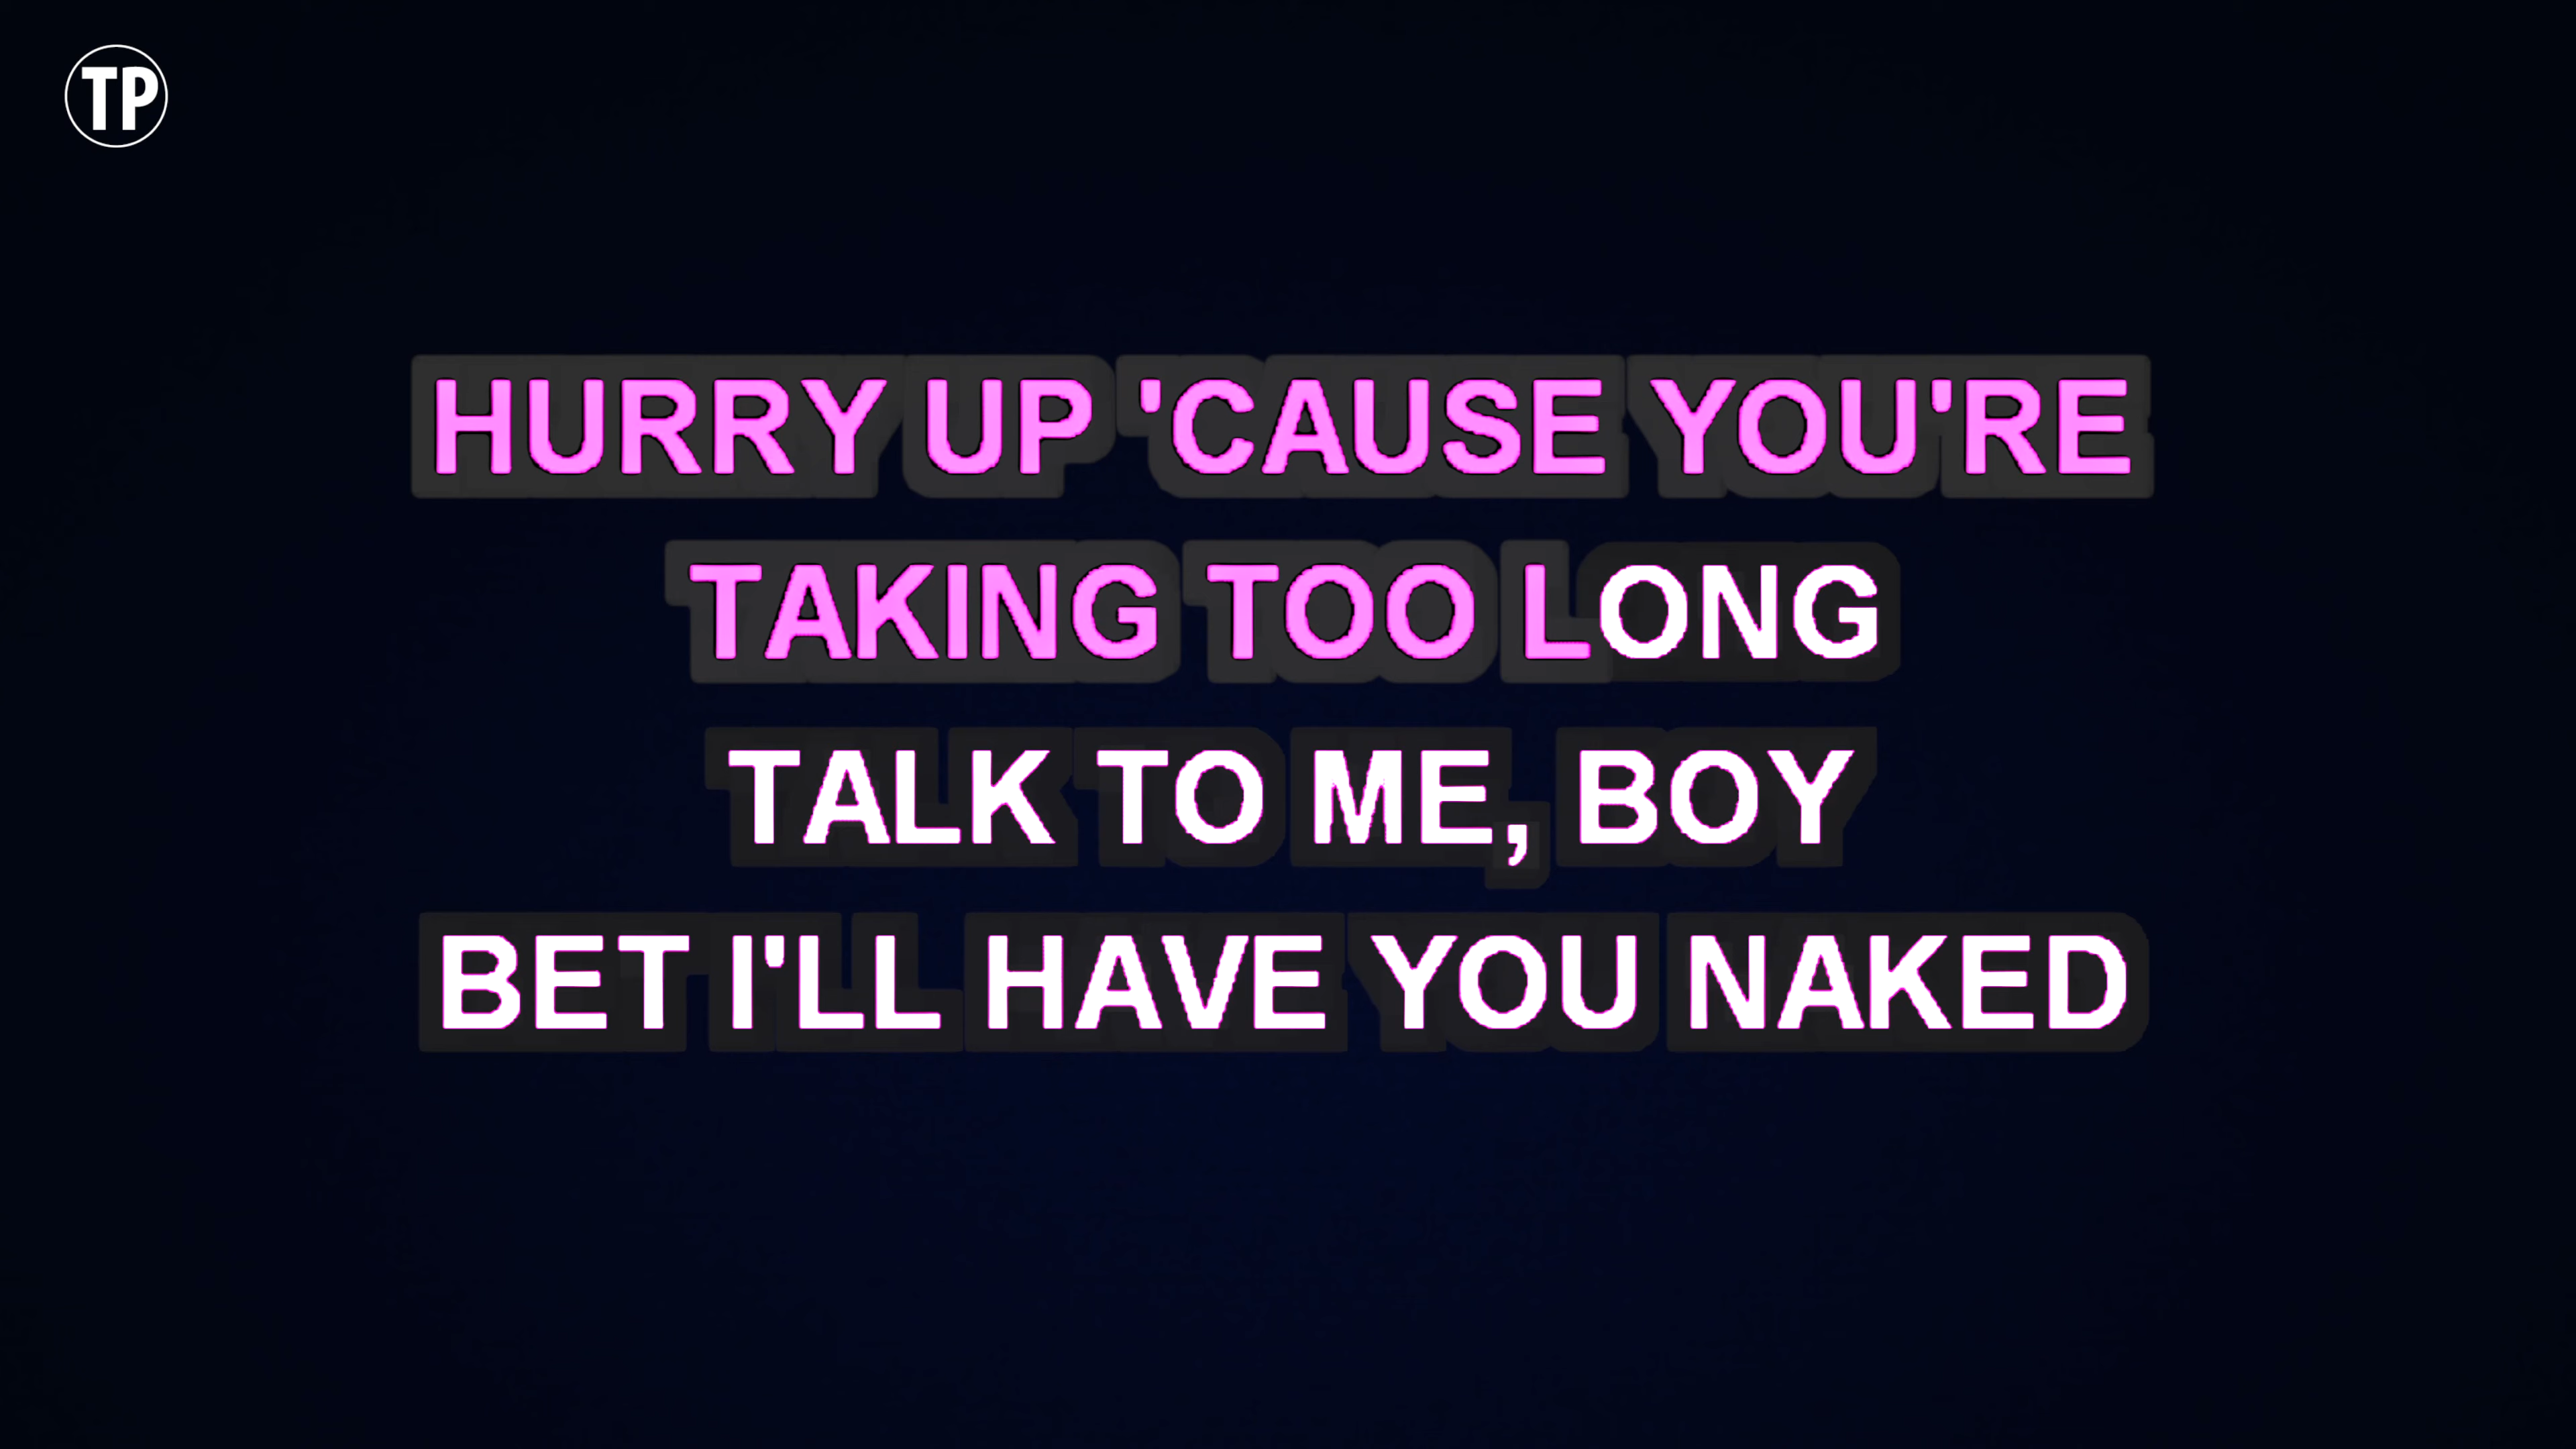 TP
HURRY UP 'CAUSE YOU'RE
TAKING TOO LONG
TALK TO ME, BOY
BET I'LL HAVE YOU NAKED